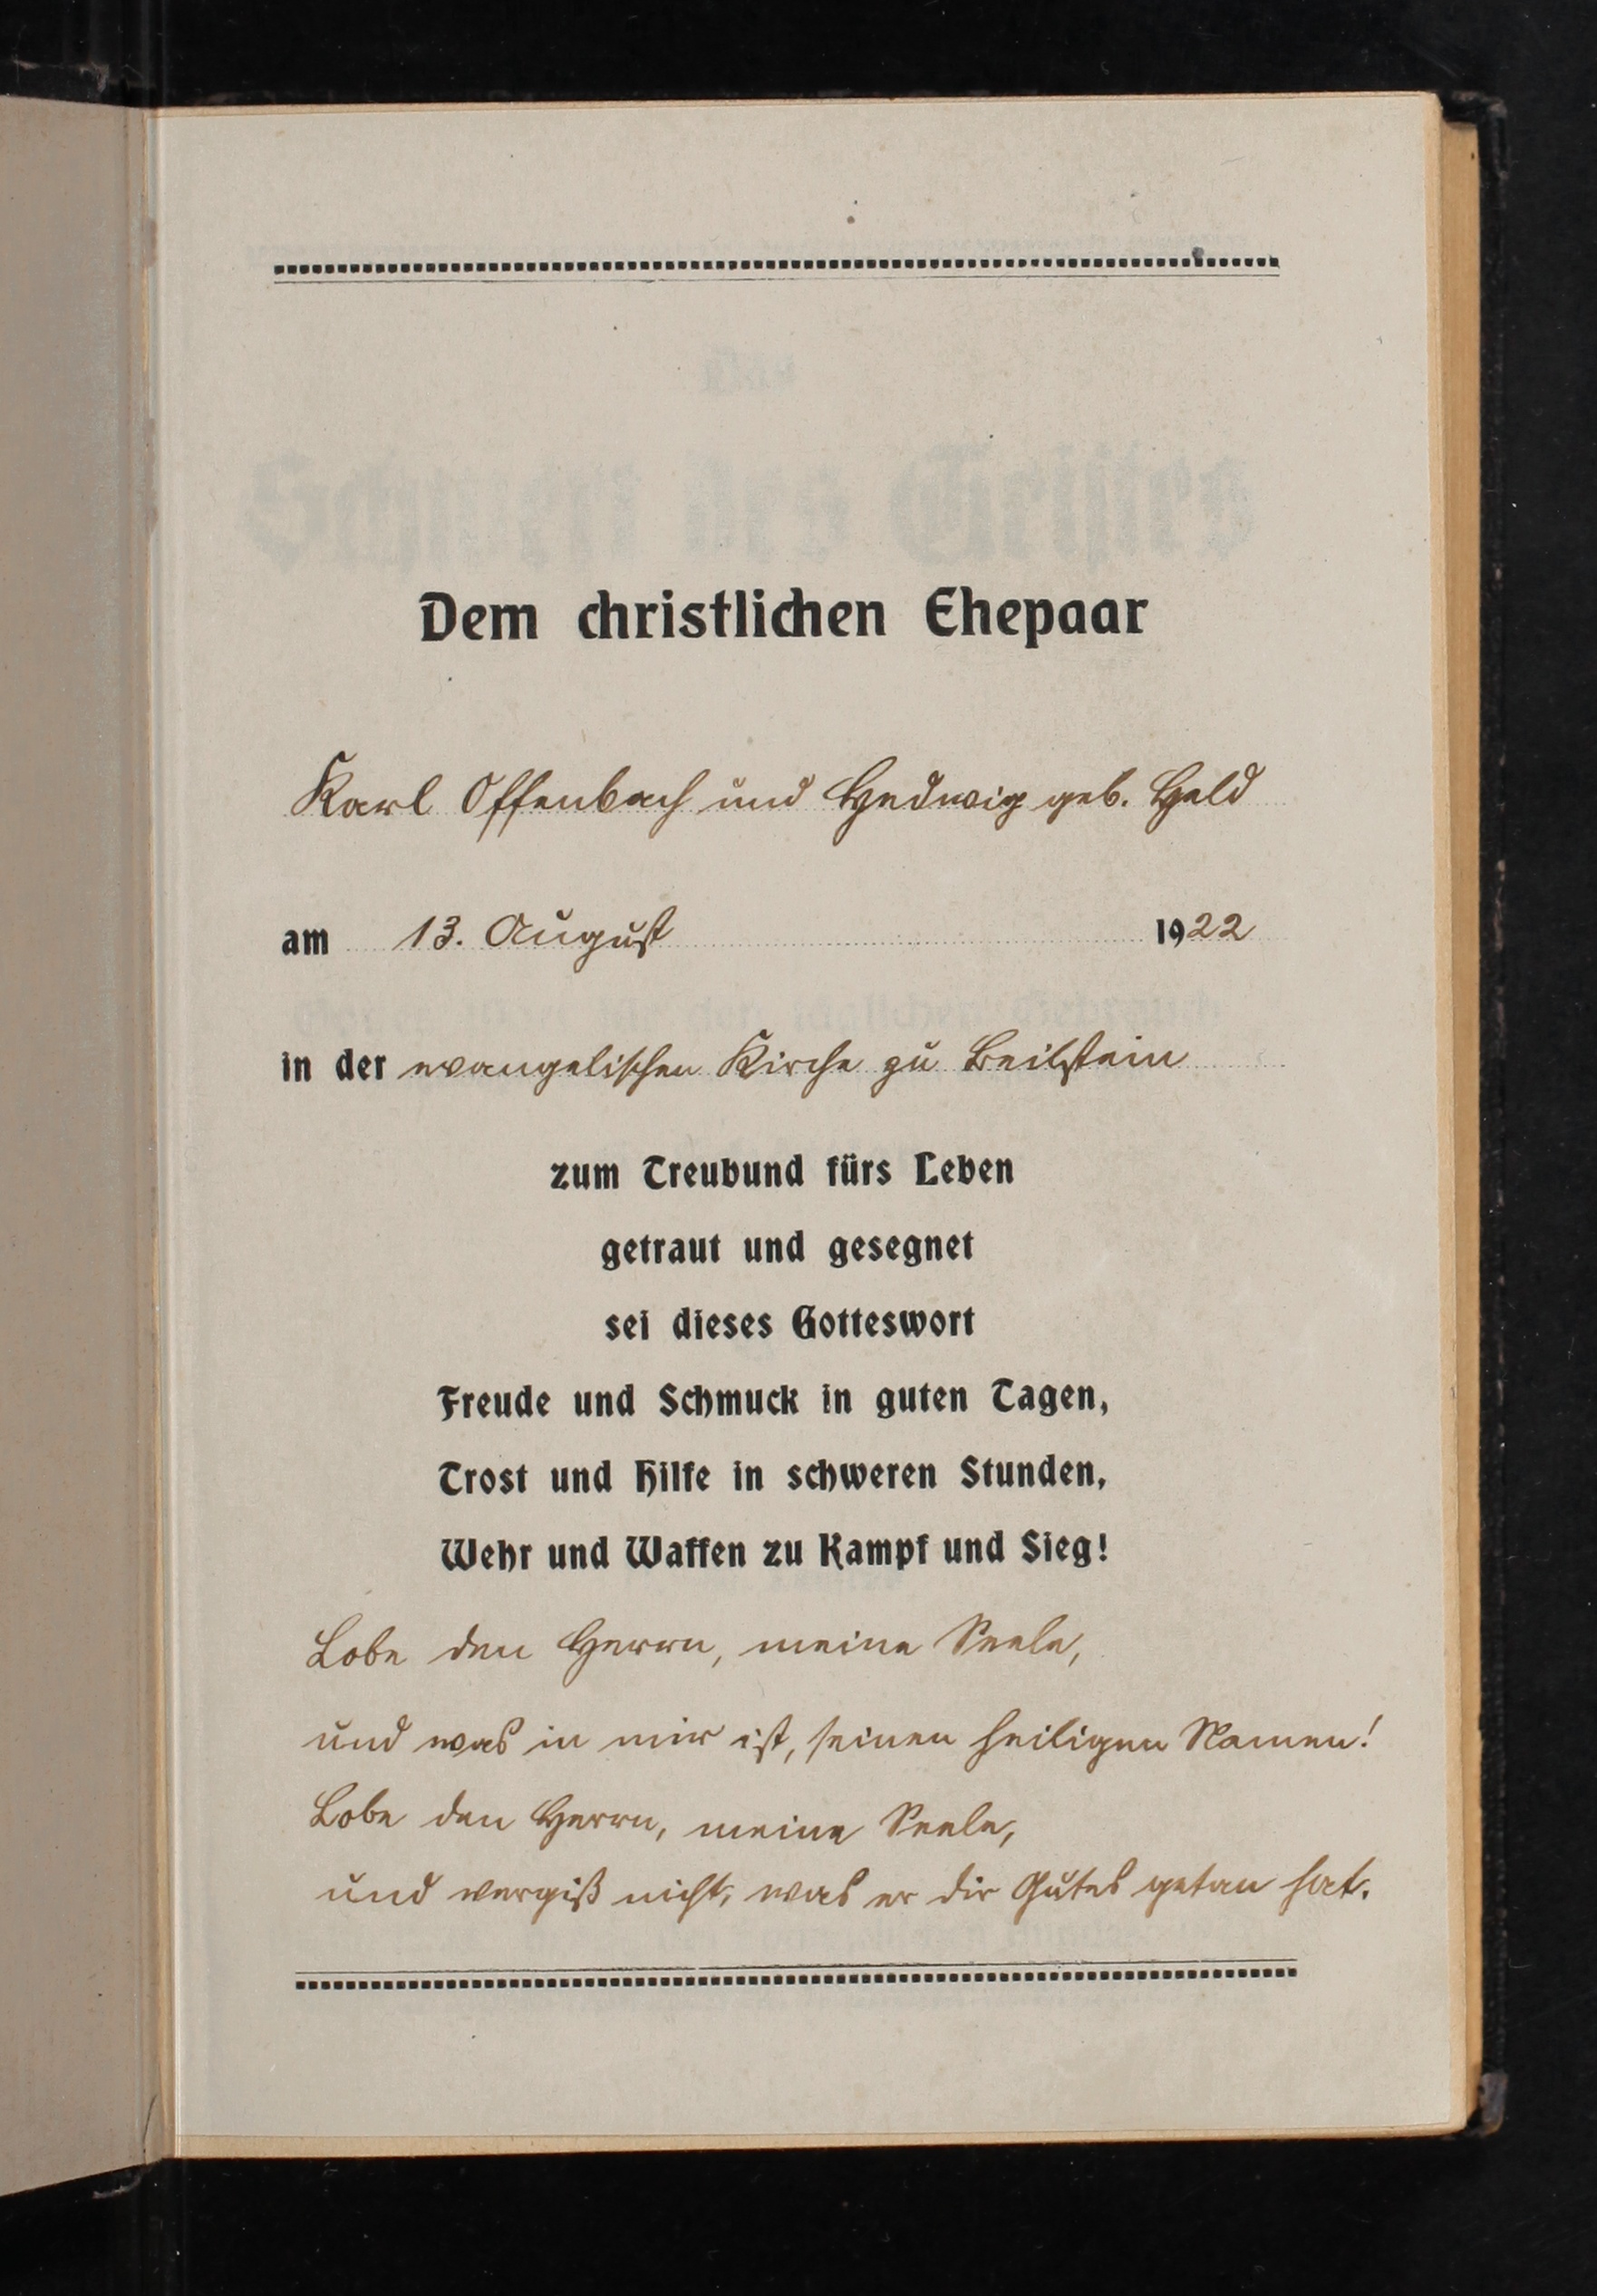 Dem christlichen Ehepaar
Karl Offenbach und Hedwig geb. Held
am 13. August 1922
in der evangelischen Kirche zu Beilstein
zum Treubund fürs Leben
getraut und gesegnet
sei dieses Gotteswort
Freude und Schmuck in guten Tagen,
Trost und Hilfe in schweren Stunden,
Wehr und Waffen zu Kampf und Sieg!
Lobe den Herrn, meine Seele,
und was in mir ist, seinen heiligen Namen!
Lobe den Herrn, meine Seele,
und vergiß nicht, was er dir Gutes getan hat.